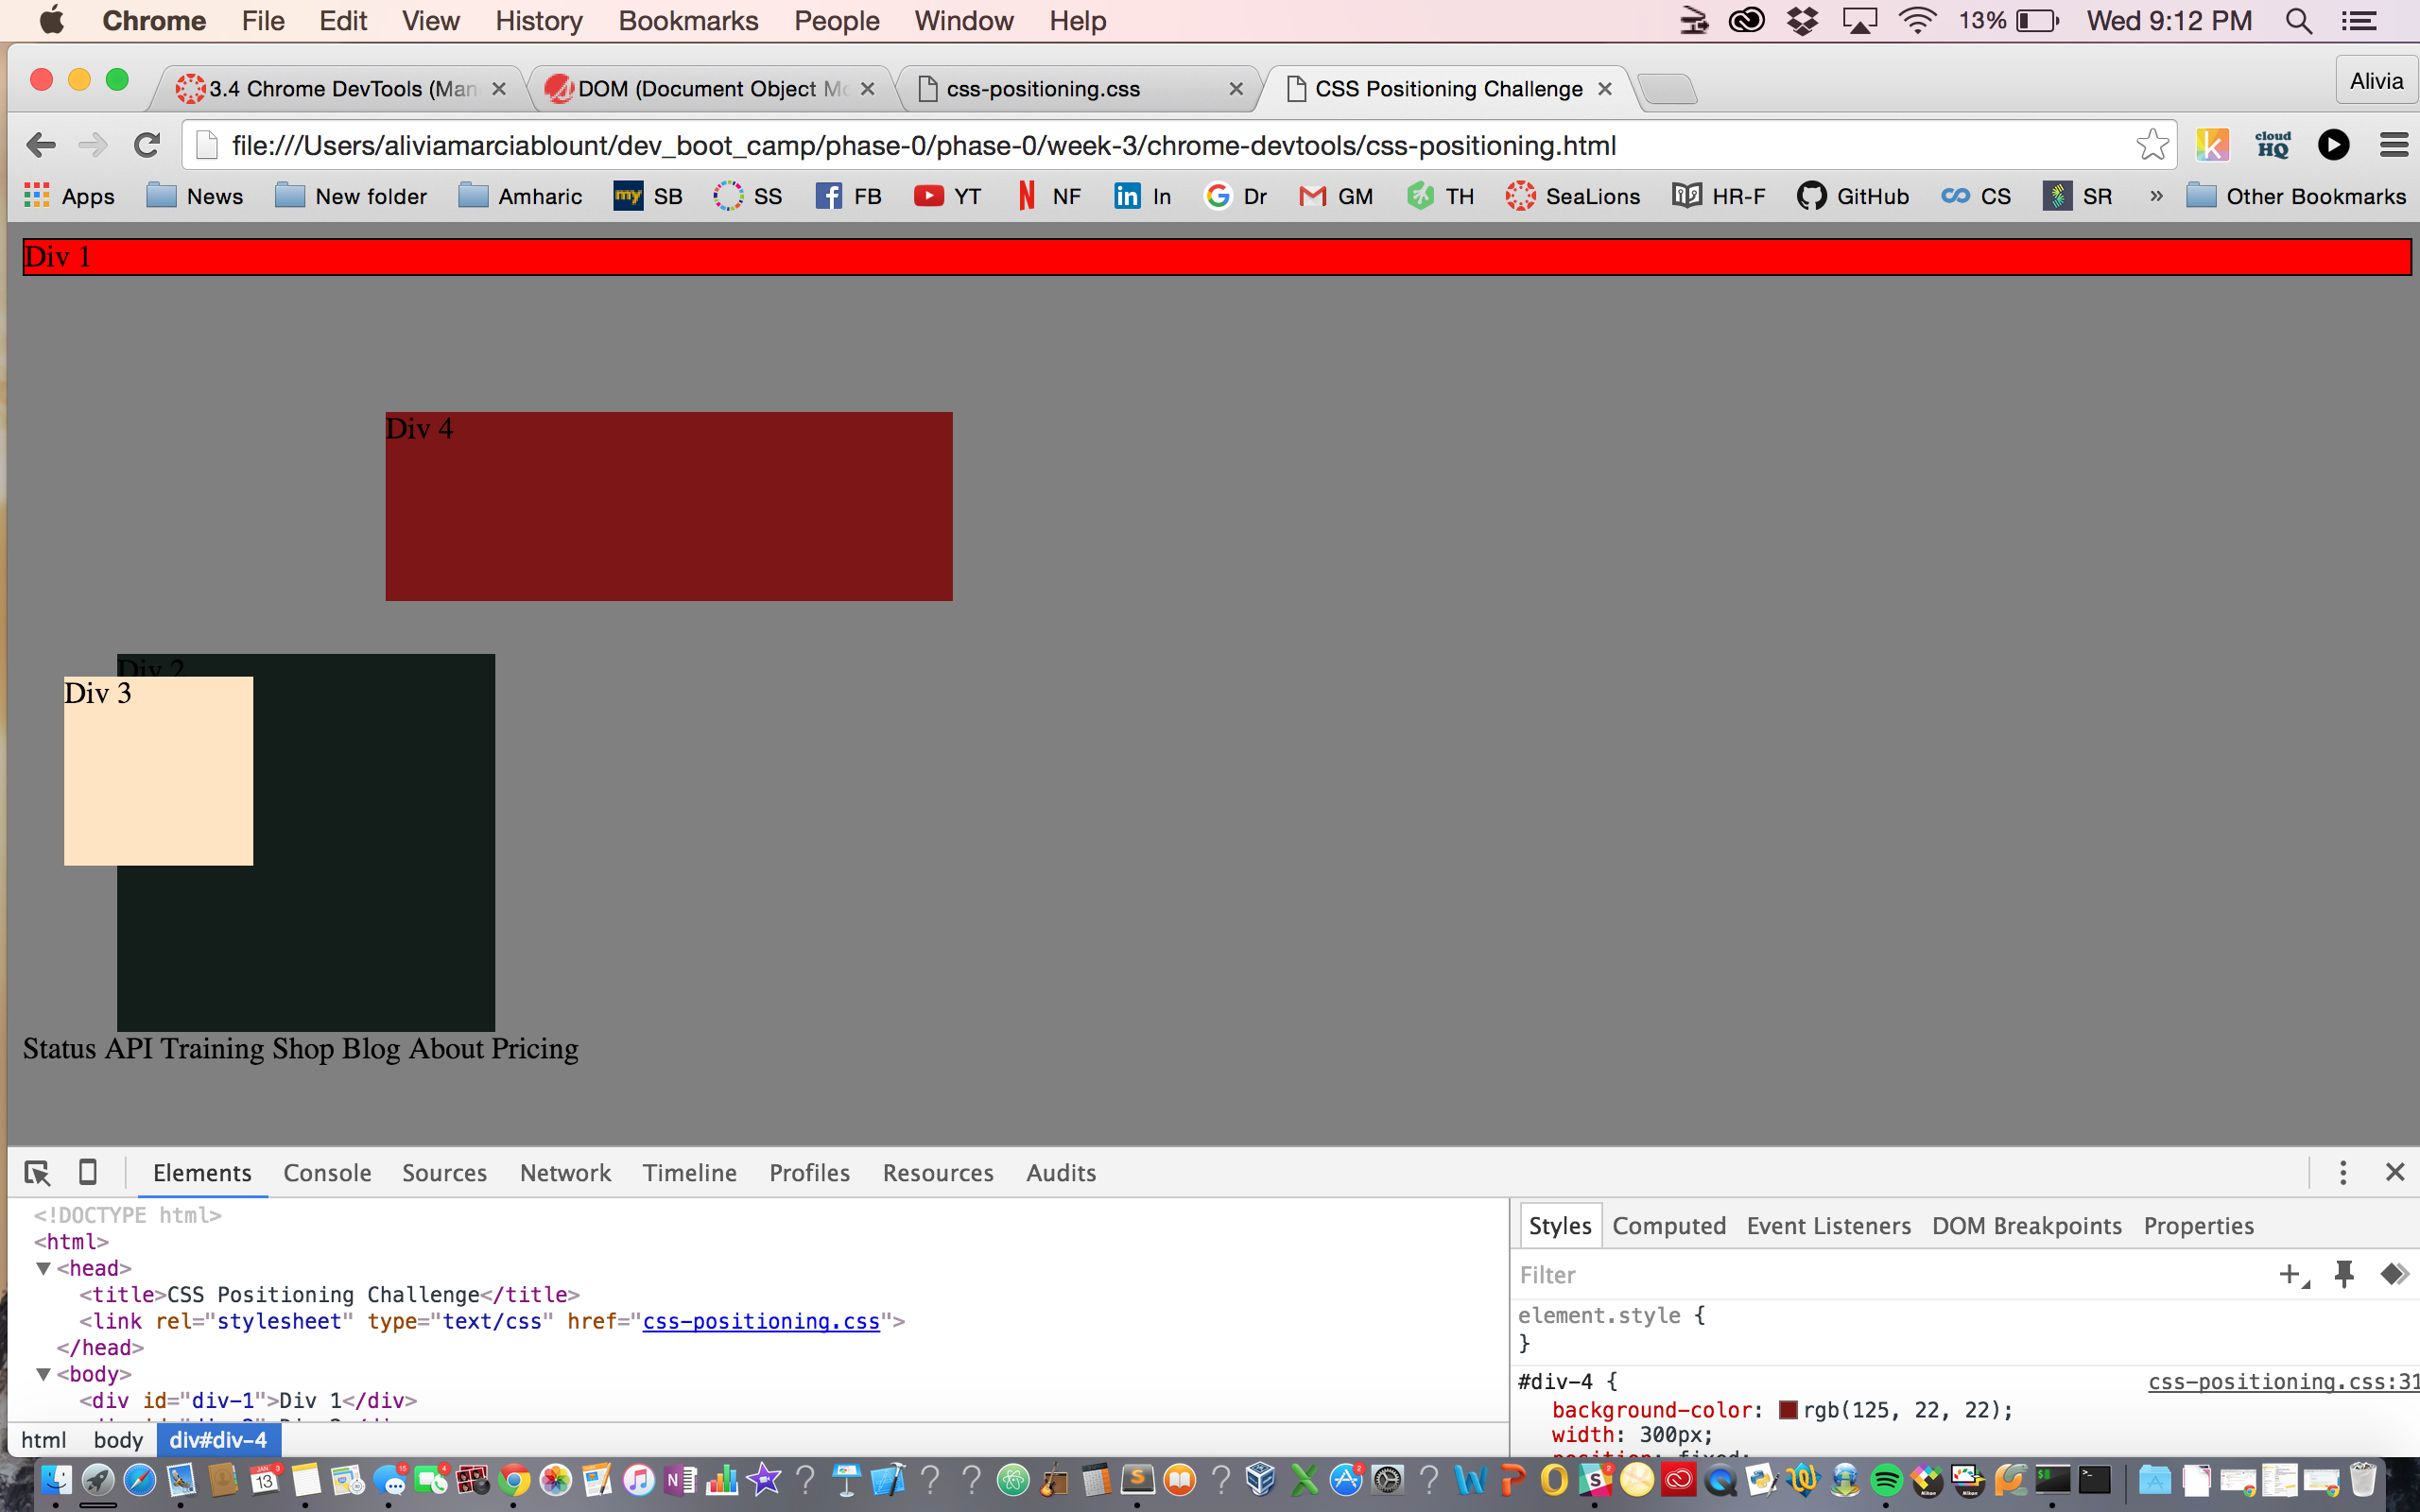 Chrome File Edit View History Bookmarks People Window Help 13% Wed 9:12 PM
3.4 Chrome DevTools (Man DOM (Document Object Mo css-positioning.css CSS Positioning Challenge Alivia
file:///Users/aliviamarciablount/dev_boot_camp/phase-0/phase-0/week-3/chrome-devtools/css-positioning.html k cloud HQ
Apps News New folder Amharic my SB SS FB YT NF In Dr GM TH SeaLions HR-F GitHub CS SR » Other Bookmarks
Div 1
Div 4
Div 2
Div 3
Status API Training Shop Blog About Pricing
Elements Console Sources Network Timeline Profiles Resources Audits
<!DOCTYPE html>
<html>
<head>
<title>CSS Positioning Challenge</title>
<link rel="stylesheet" type="text/css" href="css-positioning.css">
</head>
<body>
<div id="div-1">Div 1</div>
html body div#div-4
Styles Computed Event Listeners DOM Breakpoints Properties
Filter
element.style {
}
#div-4 { css-positioning.css:31
background-color: rgb(125, 22, 22);
width: 300px;
position: fixed;